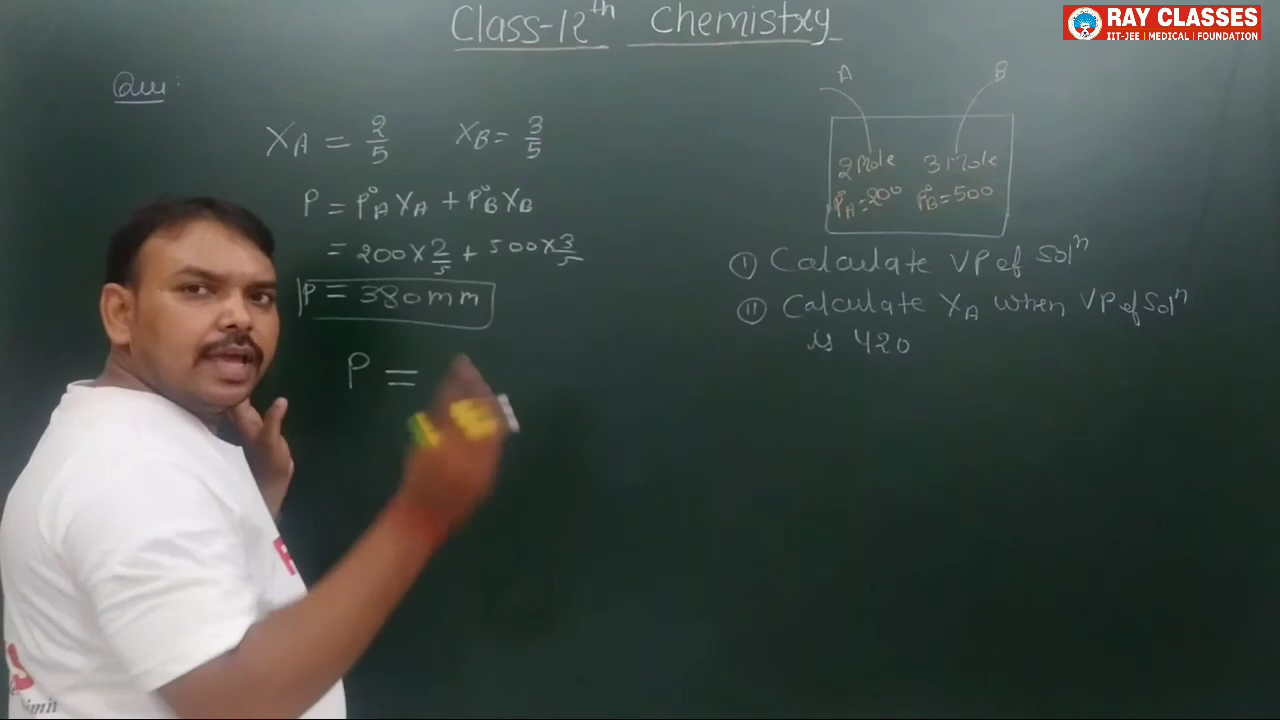 Class-12th Chemistry
RAY CLASSES
IIT-JEE | MEDICAL | FOUNDATION
Que:
XA = 2/5 XB = 3/5
P = P°A XA + P°B XB
= 200 × 2/5 + 500 × 3/5
P = 380 mm
P =
A B
2 Mole 3 Mole
P°A = 200 P°B = 500
(I) Calculate VP of Solⁿ
(II) Calculate XA when VP of Solⁿ
is 420